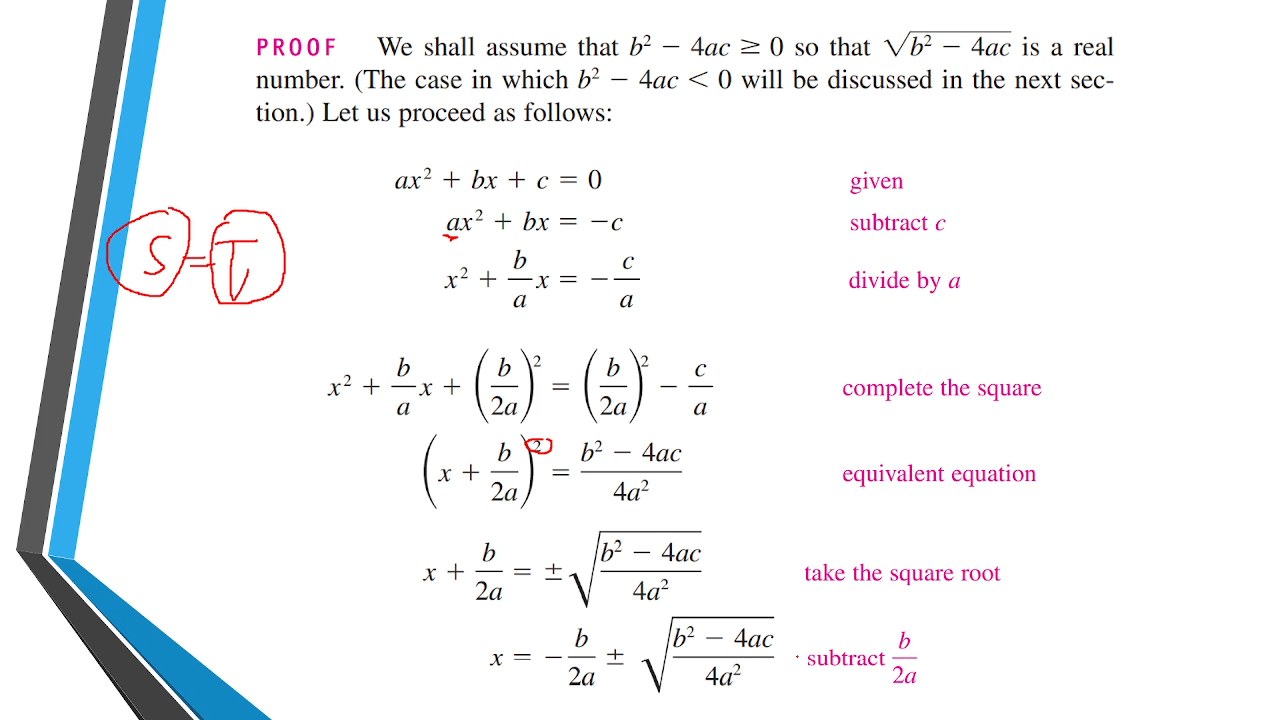 PROOF We shall assume that b² − 4ac ≥ 0 so that √(b² − 4ac) is a real
number. (The case in which b² − 4ac < 0 will be discussed in the next sec-
tion.) Let us proceed as follows:
ax² + bx + c = 0 given
ax² + bx = −c subtract c
x² + b/a x = − c/a divide by a
S = T
x² + b/a x + (b/2a)² = (b/2a)² − c/a complete the square
(x + b/2a)² = (b² − 4ac)/4a² equivalent equation
x + b/2a = ± √((b² − 4ac)/4a²) take the square root
x = − b/2a ± √((b² − 4ac)/4a²) subtract b/2a